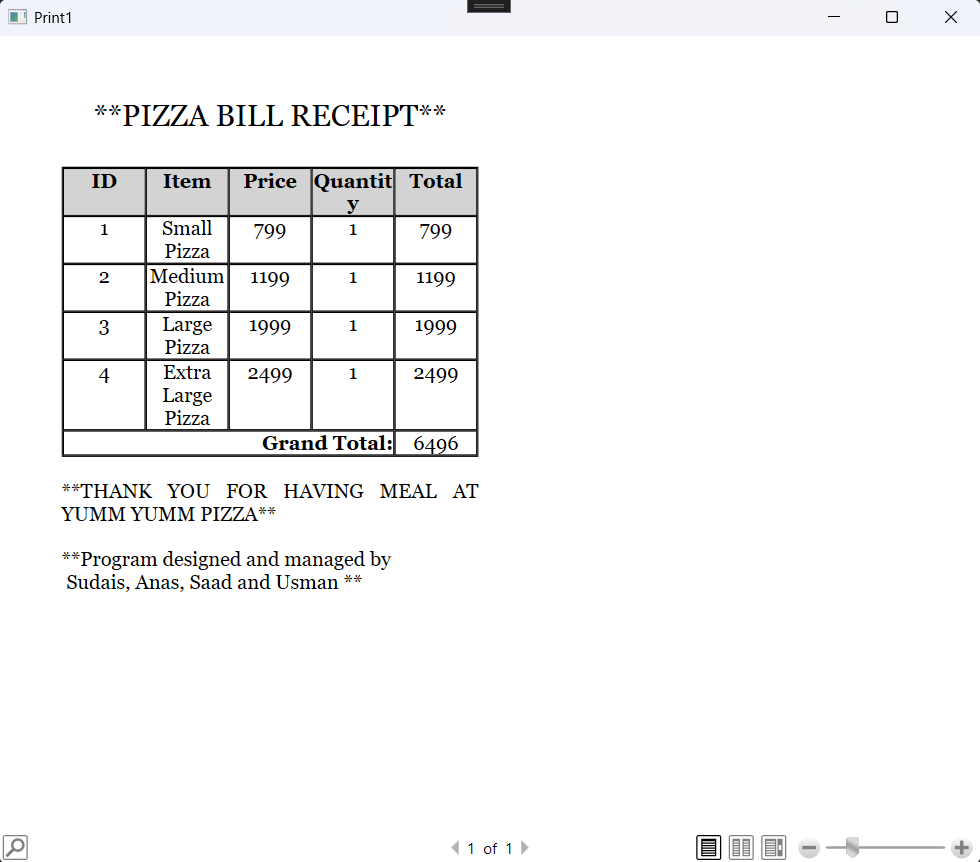 Print1
**PIZZA BILL RECEIPT**
ID Item Price Quantit
y Total
1 Small
Pizza 799 1 799
2 Medium
Pizza 1199 1 1199
3 Large
Pizza 1999 1 1999
4 Extra
Large
Pizza 2499 1 2499
Grand Total: 6496
**THANK YOU FOR HAVING MEAL AT
YUMM YUMM PIZZA**
**Program designed and managed by
Sudais, Anas, Saad and Usman **
1 of 1